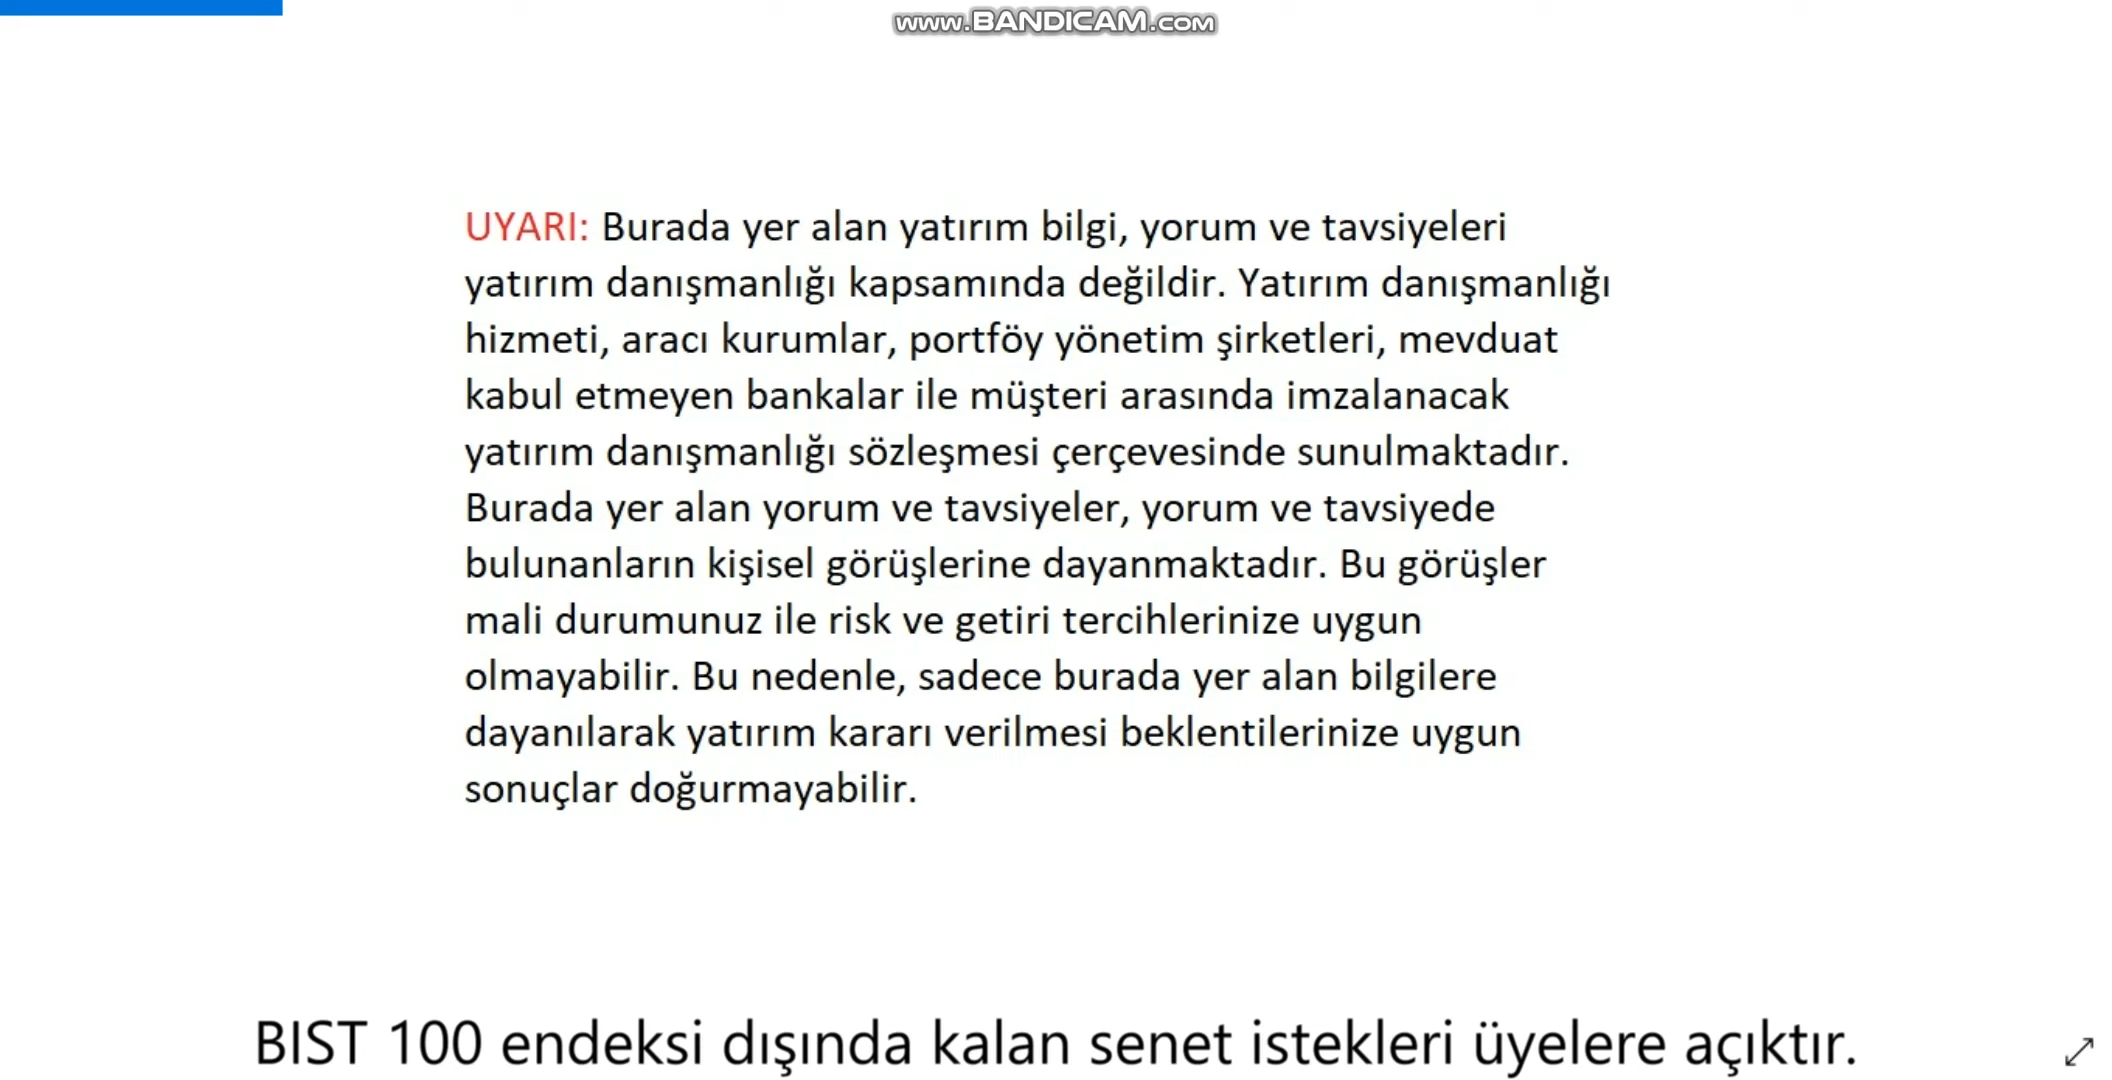 www.BANDICAM.com
UYARI: Burada yer alan yatırım bilgi, yorum ve tavsiyeleri
yatırım danışmanlığı kapsamında değildir. Yatırım danışmanlığı
hizmeti, aracı kurumlar, portföy yönetim şirketleri, mevduat
kabul etmeyen bankalar ile müşteri arasında imzalanacak
yatırım danışmanlığı sözleşmesi çerçevesinde sunulmaktadır.
Burada yer alan yorum ve tavsiyeler, yorum ve tavsiyede
bulunanların kişisel görüşlerine dayanmaktadır. Bu görüşler
mali durumunuz ile risk ve getiri tercihlerinize uygun
olmayabilir. Bu nedenle, sadece burada yer alan bilgilere
dayanılarak yatırım kararı verilmesi beklentilerinize uygun
sonuçlar doğurmayabilir.
BIST 100 endeksi dışında kalan senet istekleri üyelere açıktır.